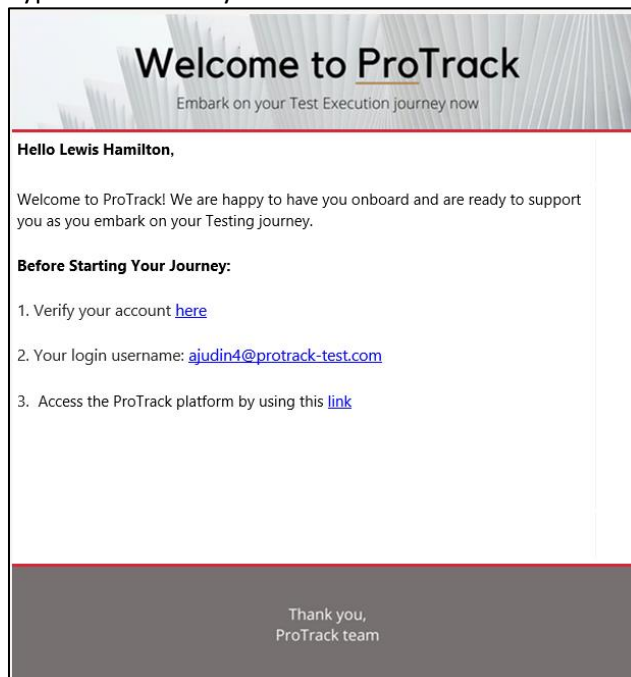 Welcome to ProTrack
Embark on your Test Execution journey now
Hello Lewis Hamilton,
Welcome to ProTrack! We are happy to have you onboard and are ready to support
you as you embark on your Testing journey.
Before Starting Your Journey:
1. Verify your account here
2. Your login username: ajudin4@protrack-test.com
3. Access the ProTrack platform by using this link
Thank you,
ProTrack team